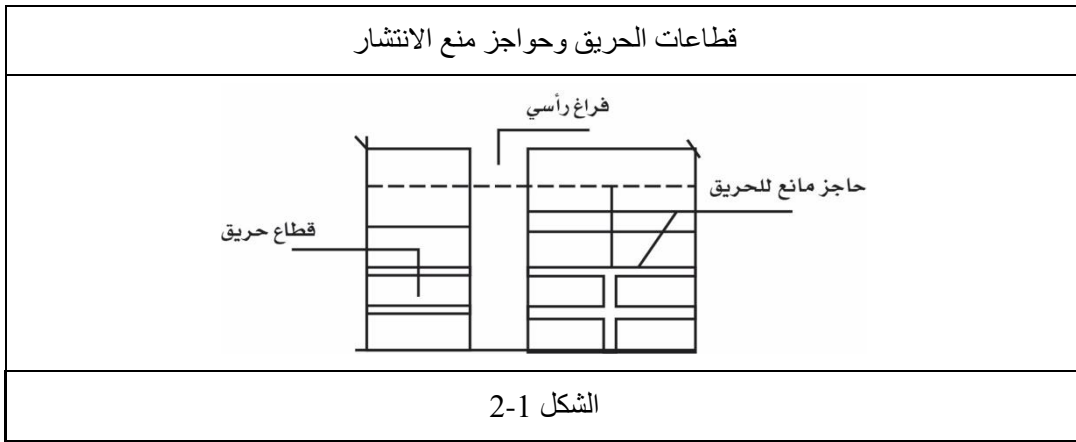 قطاعات الحريق وحواجز منع الانتشار
فراغ رأسي
حاجز مانع للحريق
قطاع حريق
الشكل 1-2